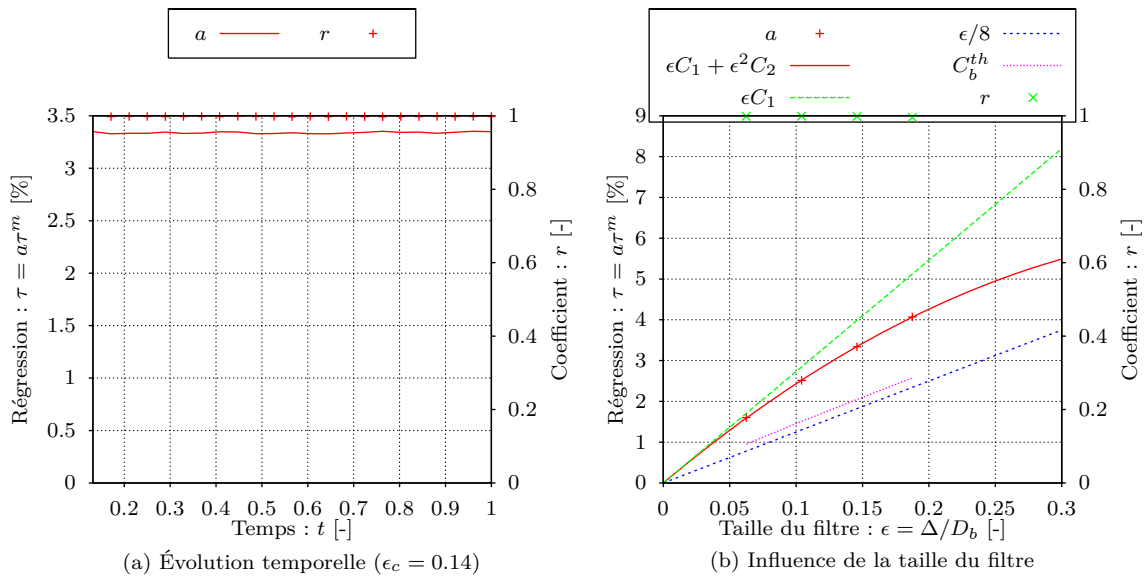 a r
3.5
3
2.5
2
1.5
1
0.5
0
1
0.8
0.6
0.4
0.2
0
0.2 0.3 0.4 0.5 0.6 0.7 0.8 0.9 1
Régression : τ = aτ^m [%]
Coefficient : r [-]
Temps : t [-]
(a) Évolution temporelle (ϵ_c = 0.14)
a
ϵC_1 + ϵ^2C_2
ϵC_1
ϵ/8
C_b^{th}
r
9
8
7
6
5
4
3
2
1
0
1
0.8
0.6
0.4
0.2
0
0 0.05 0.1 0.15 0.2 0.25 0.3
Régression : τ = aτ^m [%]
Coefficient : r [-]
Taille du filtre : ϵ = Δ/D_b [-]
(b) Influence de la taille du filtre